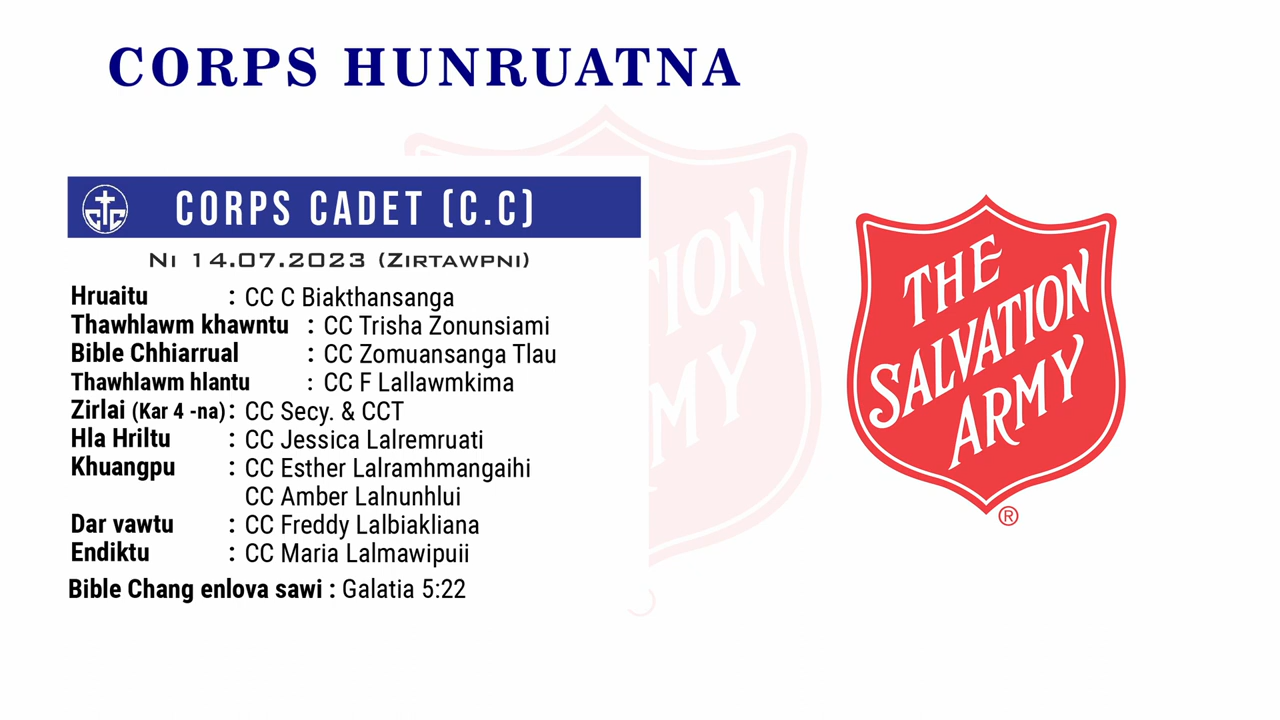 CORPS HUNRUATNA
CORPS CADET (C.C)
Ni 14.07.2023 (Zirtawpni)
Hruaitu : CC C Biakthansanga
Thawhlawm khawntu : CC Trisha Zonunsiami
Bible Chhiarrual : CC Zomuansanga Tlau
Thawhlawm hlantu : CC F Lallawmkima
Zirlai (Kar 4 -na) : CC Secy. & CCT
Hla Hriltu : CC Jessica Lalremruati
Khuangpu : CC Esther Lalramhmangaihi
CC Amber Lalnunhlui
Dar vawtu : CC Freddy Lalbiakliana
Endiktu : CC Maria Lalmawipuii
Bible Chang enlova sawi : Galatia 5:22
THE
SALVATION
ARMY
®
ION
MY